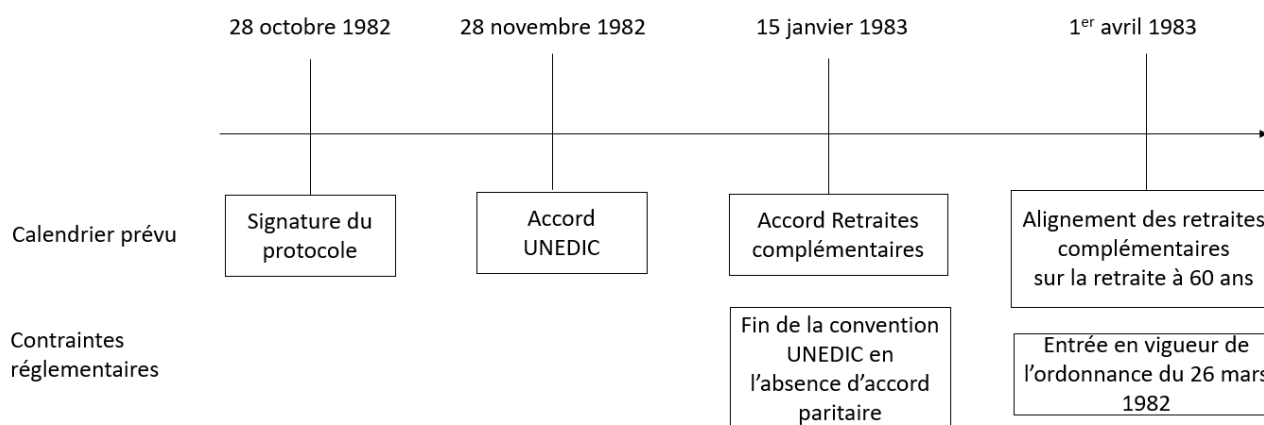 28 octobre 1982
28 novembre 1982
15 janvier 1983
1er avril 1983
Calendrier prévu
Signature du
protocole
Accord
UNEDIC
Accord Retraites
complémentaires
Alignement des retraites
complémentaires
sur la retraite à 60 ans
Contraintes
réglementaires
Fin de la convention
UNEDIC en
l’absence d’accord
paritaire
Entrée en vigueur de
l’ordonnance du 26 mars
1982